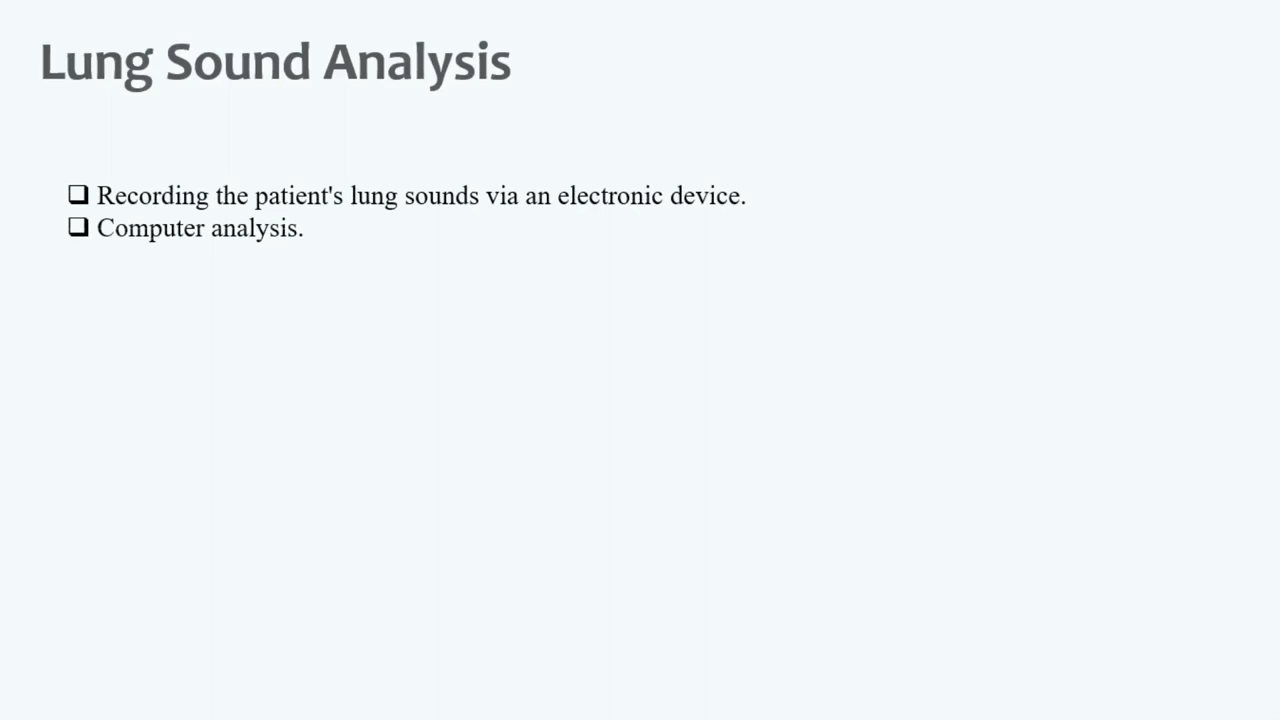 Lung Sound Analysis
❑ Recording the patient's lung sounds via an electronic device.
❑ Computer analysis.